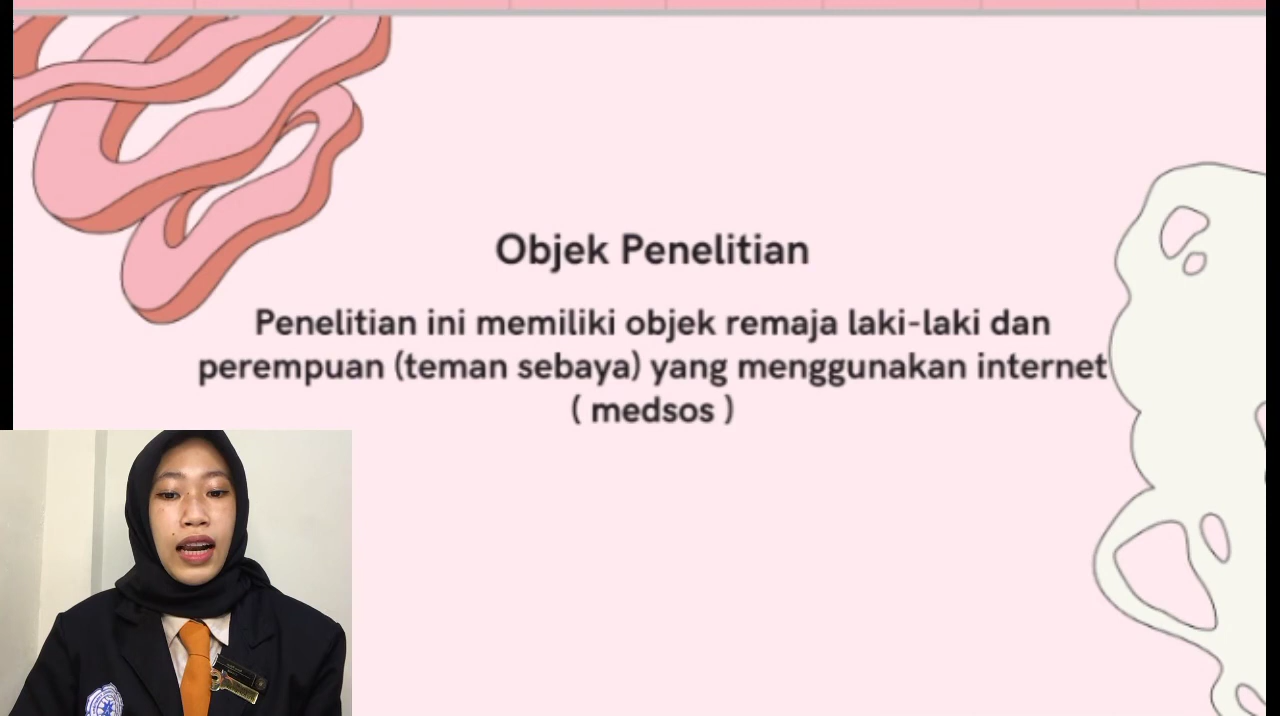 Objek Penelitian
Penelitian ini memiliki objek remaja laki-laki dan
perempuan (teman sebaya) yang menggunakan internet
( medsos )